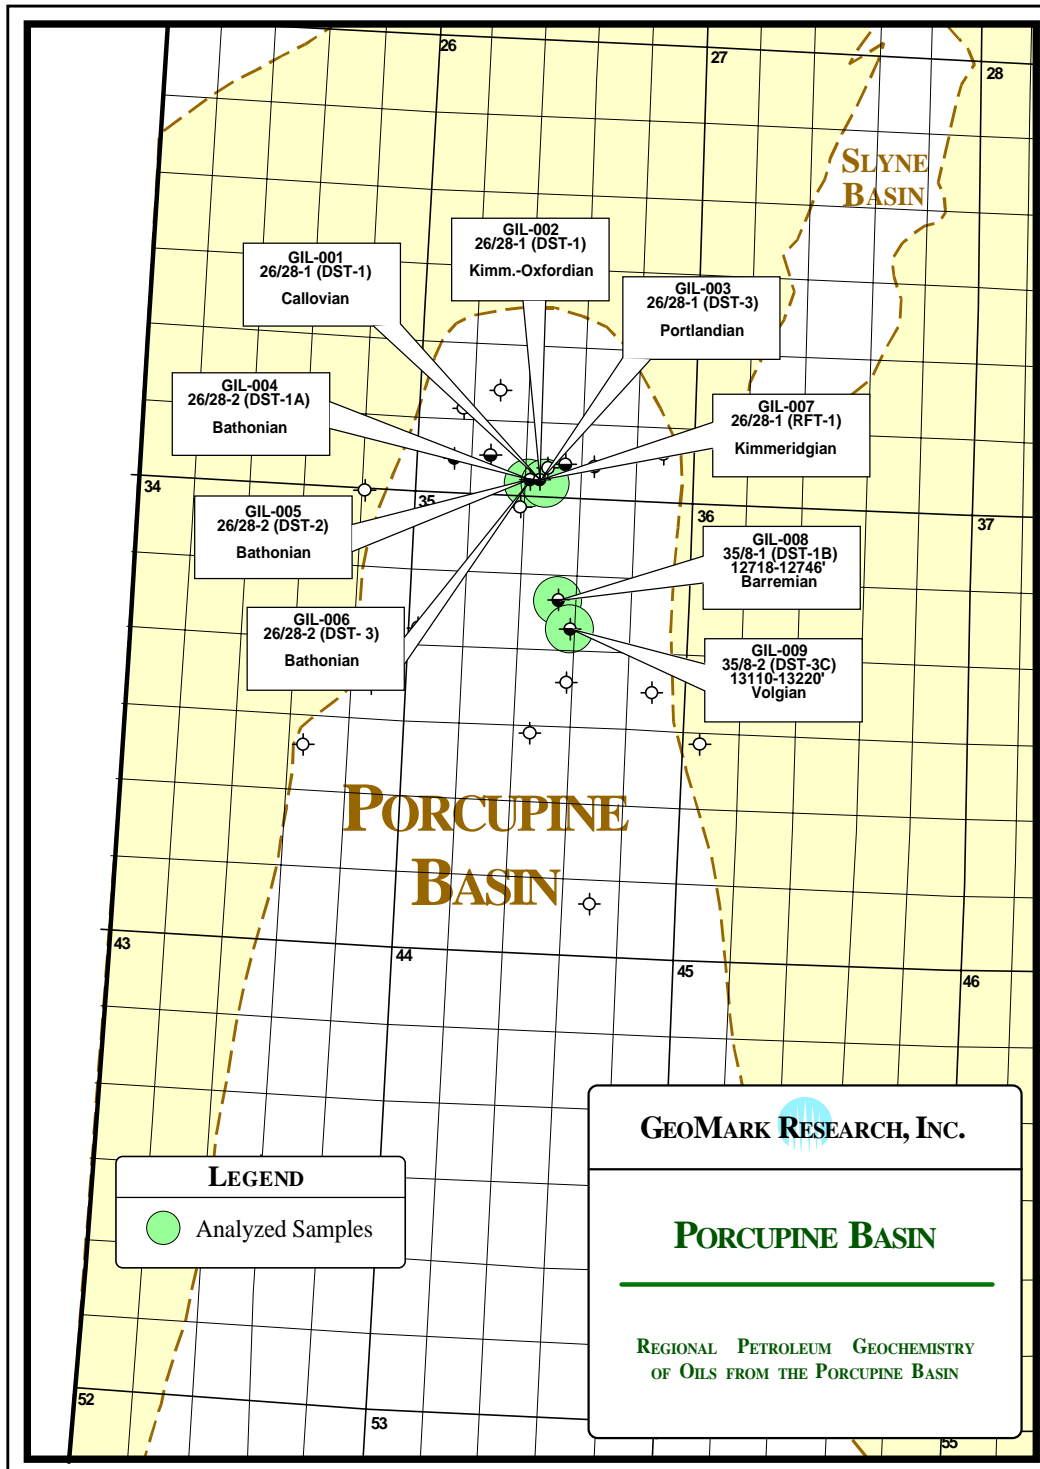 26
27
28
SLYNE
BASIN
GIL-002
26/28-1 (DST-1)
Kimm.-Oxfordian
GIL-001
26/28-1 (DST-1)
Callovian
GIL-003
26/28-1 (DST-3)
Portlandian
GIL-004
26/28-2 (DST-1A)
Bathonian
GIL-007
26/28-1 (RFT-1)
Kimmeridgian
34
35
36
37
GIL-005
26/28-2 (DST-2)
Bathonian
GIL-008
35/8-1 (DST-1B)
12718-12746'
Barremian
GIL-006
26/28-2 (DST- 3)
Bathonian
GIL-009
35/8-2 (DST-3C)
13110-13220'
Volgian
PORCUPINE
BASIN
43
44
45
46
GEOMARK RESEARCH, INC.
LEGEND
Analyzed Samples
PORCUPINE BASIN
REGIONAL PETROLEUM GEOCHEMISTRY
OF OILS FROM THE PORCUPINE BASIN
52
53
55